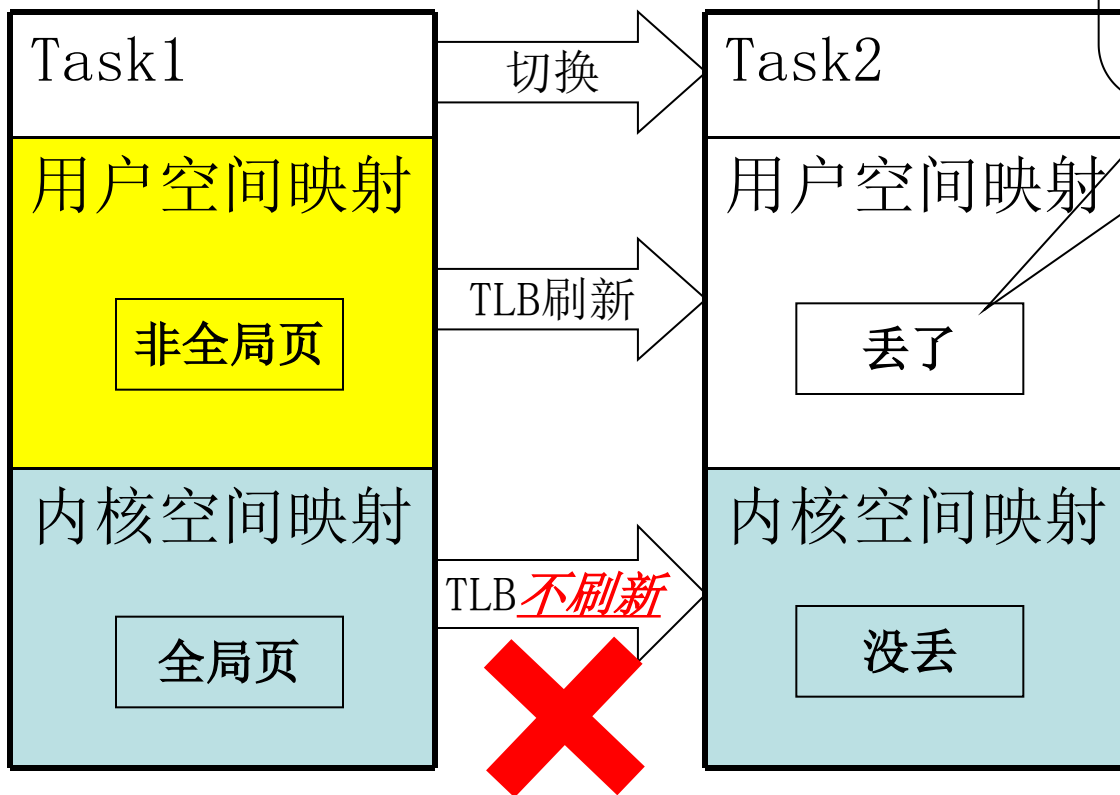 Task1
切换
Task2
用户空间映射
用户空间映射
TLB刷新
非全局页
丢了
内核空间映射
内核空间映射
TLB不刷新
全局页
没丢